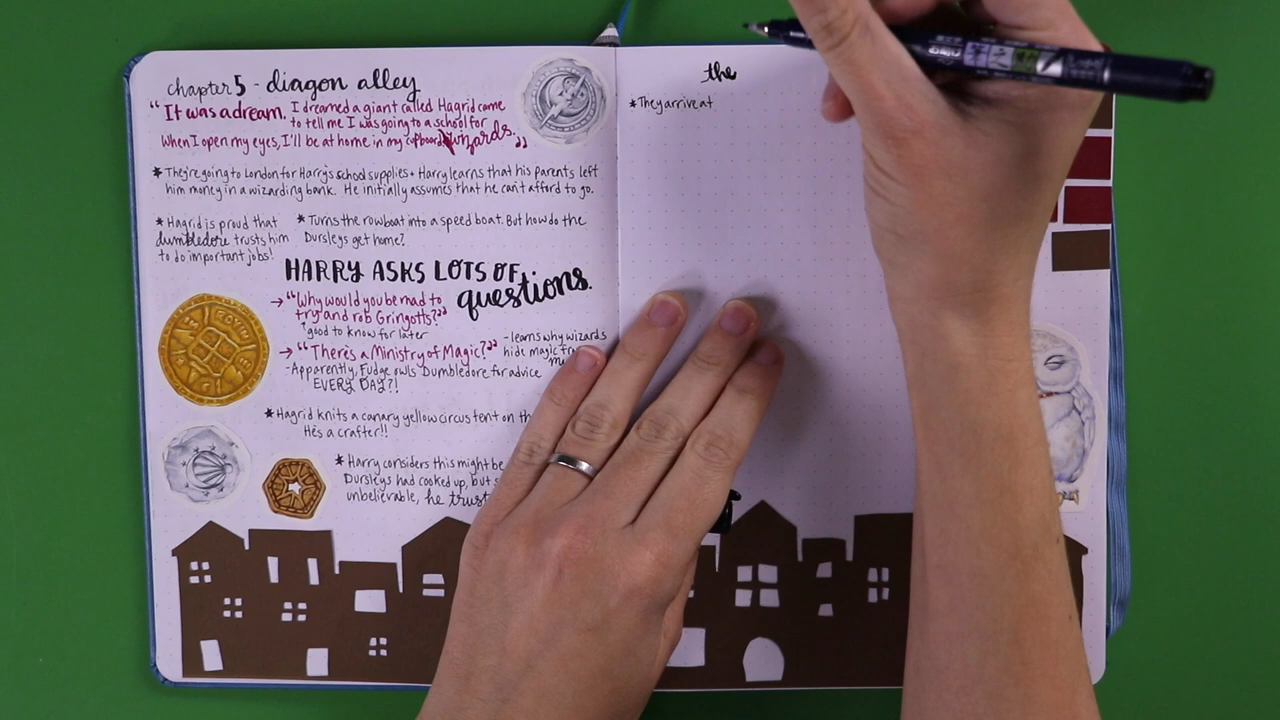 chapter 5 - diagon alley
"It was a dream. I dreamed a giant called Hagrid came
to tell me I was going to a school for
wizards.
When I open my eyes, I'll be at home in my cupboard."
*They're going to London for Harry's school supplies + Harry learns that his parents left
him money in a wizarding bank. He initially assumes that he can't afford to go.
*Hagrid is proud that
dumbledore trusts him
to do important jobs!
*Turns the rowboat into a speed boat. But how do the
Dursleys get home?
HARRY ASKS LOTS OF
questions.
→"Why would you be mad to
try and rob Gringotts?"
good to know for later
→"There's a Ministry of Magic?"
-Apparently, Fudge owls Dumbledore for advice
EVERY DAY?!
-learns why wizards
hide magic
*Hagrid knits a canary yellow circus tent on
He's a crafter!!
*Harry considers this might be
Dursleys had cooked up, but
unbelievable, he
the
*They arrive at